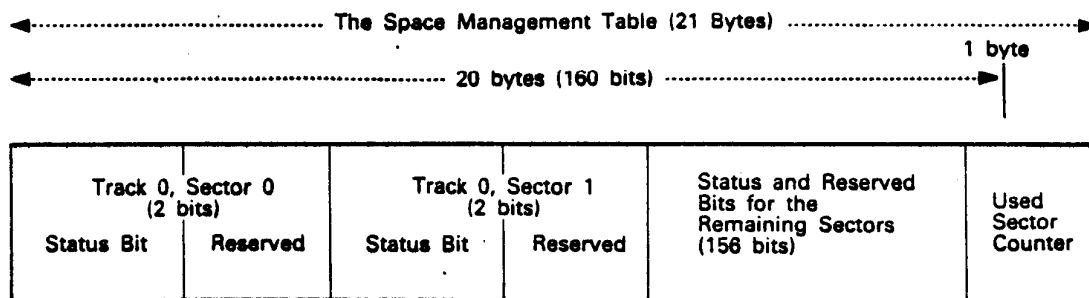 The Space Management Table (21 Bytes)
1 byte
20 bytes (160 bits)
Track 0, Sector 0
(2 bits)
Status Bit
Reserved
Track 0, Sector 1
(2 bits)
Status Bit
Reserved
Status and Reserved
Bits for the
Remaining Sectors
(156 bits)
Used
Sector
Counter